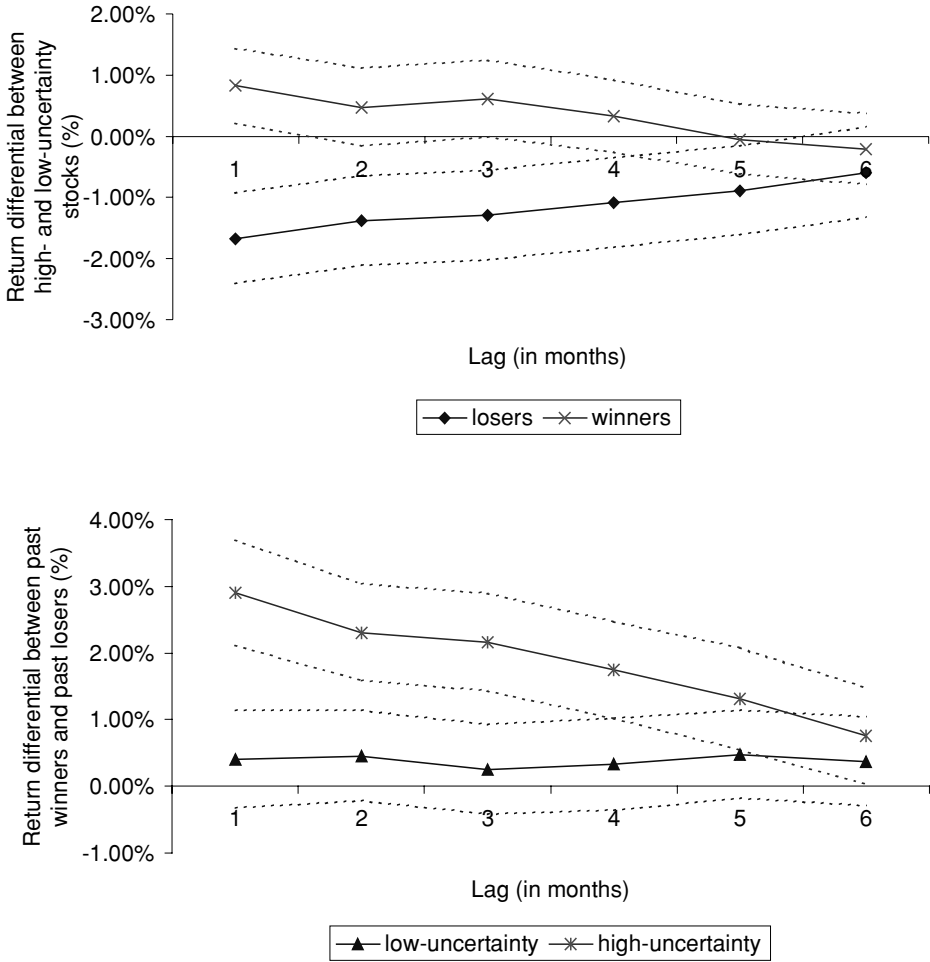 Return differential between
high- and low-uncertainty
stocks (%)
2.00%
1.00%
0.00%
-1.00%
-2.00%
-3.00%
1 2 3 4 5 6
Lag (in months)
losers winners
Return differential between past
winners and past losers (%)
4.00%
3.00%
2.00%
1.00%
0.00%
-1.00%
1 2 3 4 5 6
Lag (in months)
low-uncertainty high-uncertainty